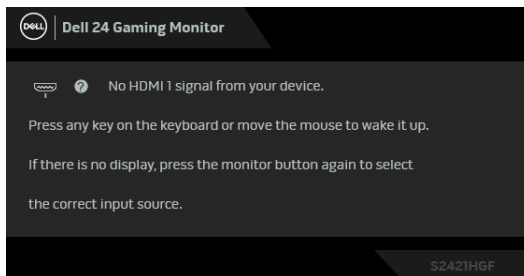 DELL
Dell 24 Gaming Monitor
? No HDMI 1 signal from your device.
Press any key on the keyboard or move the mouse to wake it up.
If there is no display, press the monitor button again to select
the correct input source.
S2421HGF